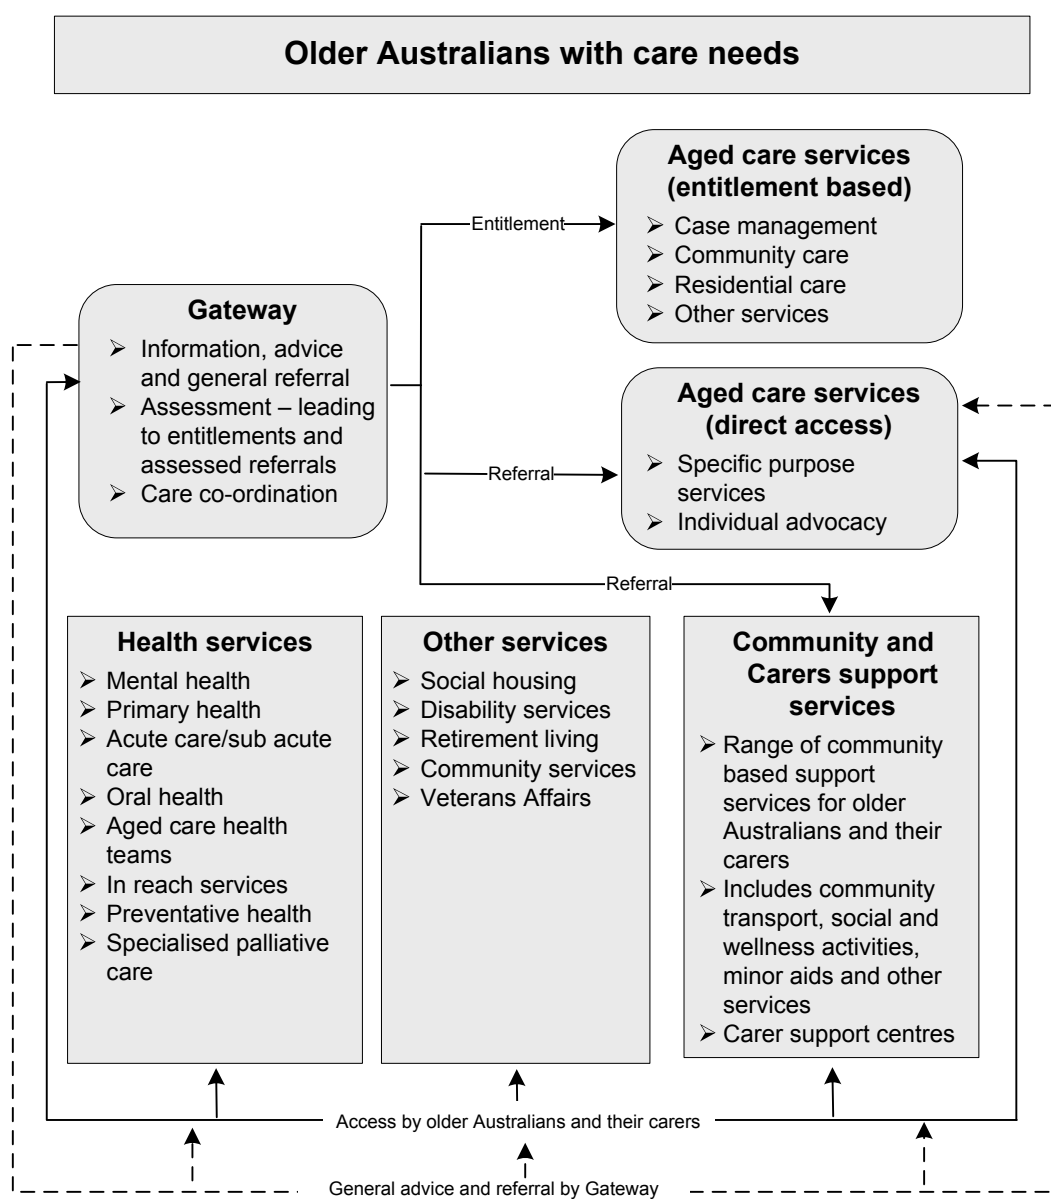 Older Australians with care needs
Aged care services
(entitlement based)
➢ Case management
➢ Community care
➢ Residential care
➢ Other services
Entitlement
Gateway
➢ Information, advice
and general referral
➢ Assessment – leading
to entitlements and
assessed referrals
➢ Care co-ordination
Aged care services
(direct access)
➢ Specific purpose
services
➢ Individual advocacy
Referral
Referral
Health services
➢ Mental health
➢ Primary health
➢ Acute care/sub acute
care
➢ Oral health
➢ Aged care health
teams
➢ In reach services
➢ Preventative health
➢ Specialised palliative
care
Other services
➢ Social housing
➢ Disability services
➢ Retirement living
➢ Community services
➢ Veterans Affairs
Community and
Carers support
services
➢ Range of community
based support
services for older
Australians and their
carers
➢ Includes community
transport, social and
wellness activities,
minor aids and other
services
➢ Carer support centres
Access by older Australians and their carers
General advice and referral by Gateway